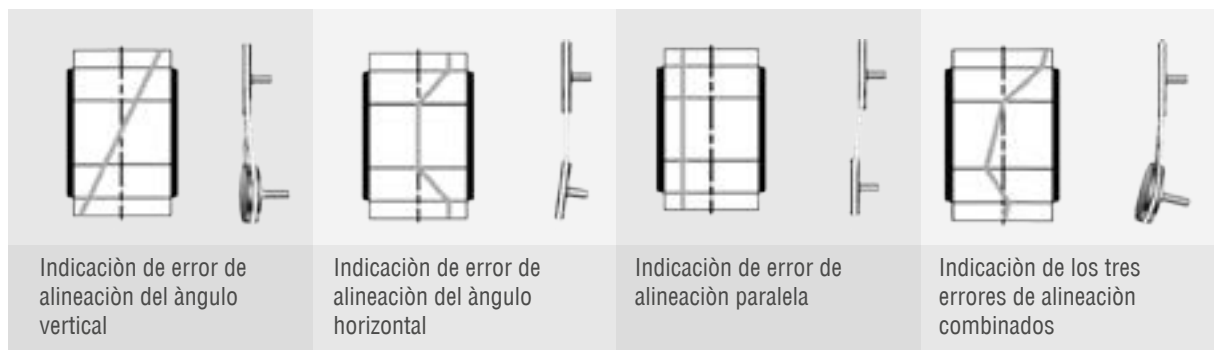 Indicaciòn de error de
alineaciòn del àngulo
vertical
Indicaciòn de error de
alineaciòn del àngulo
horizontal
Indicaciòn de error de
alineaciòn paralela
Indicaciòn de los tres
errores de alineaciòn
combinados